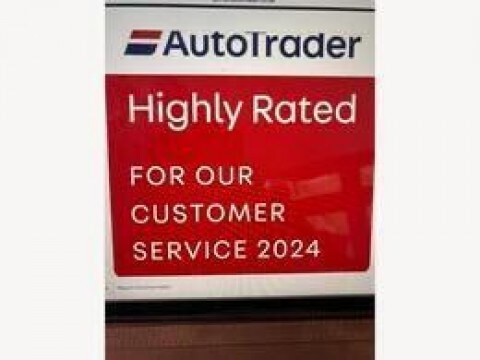 AutoTrader
Highly Rated
FOR OUR
CUSTOMER
SERVICE 2024